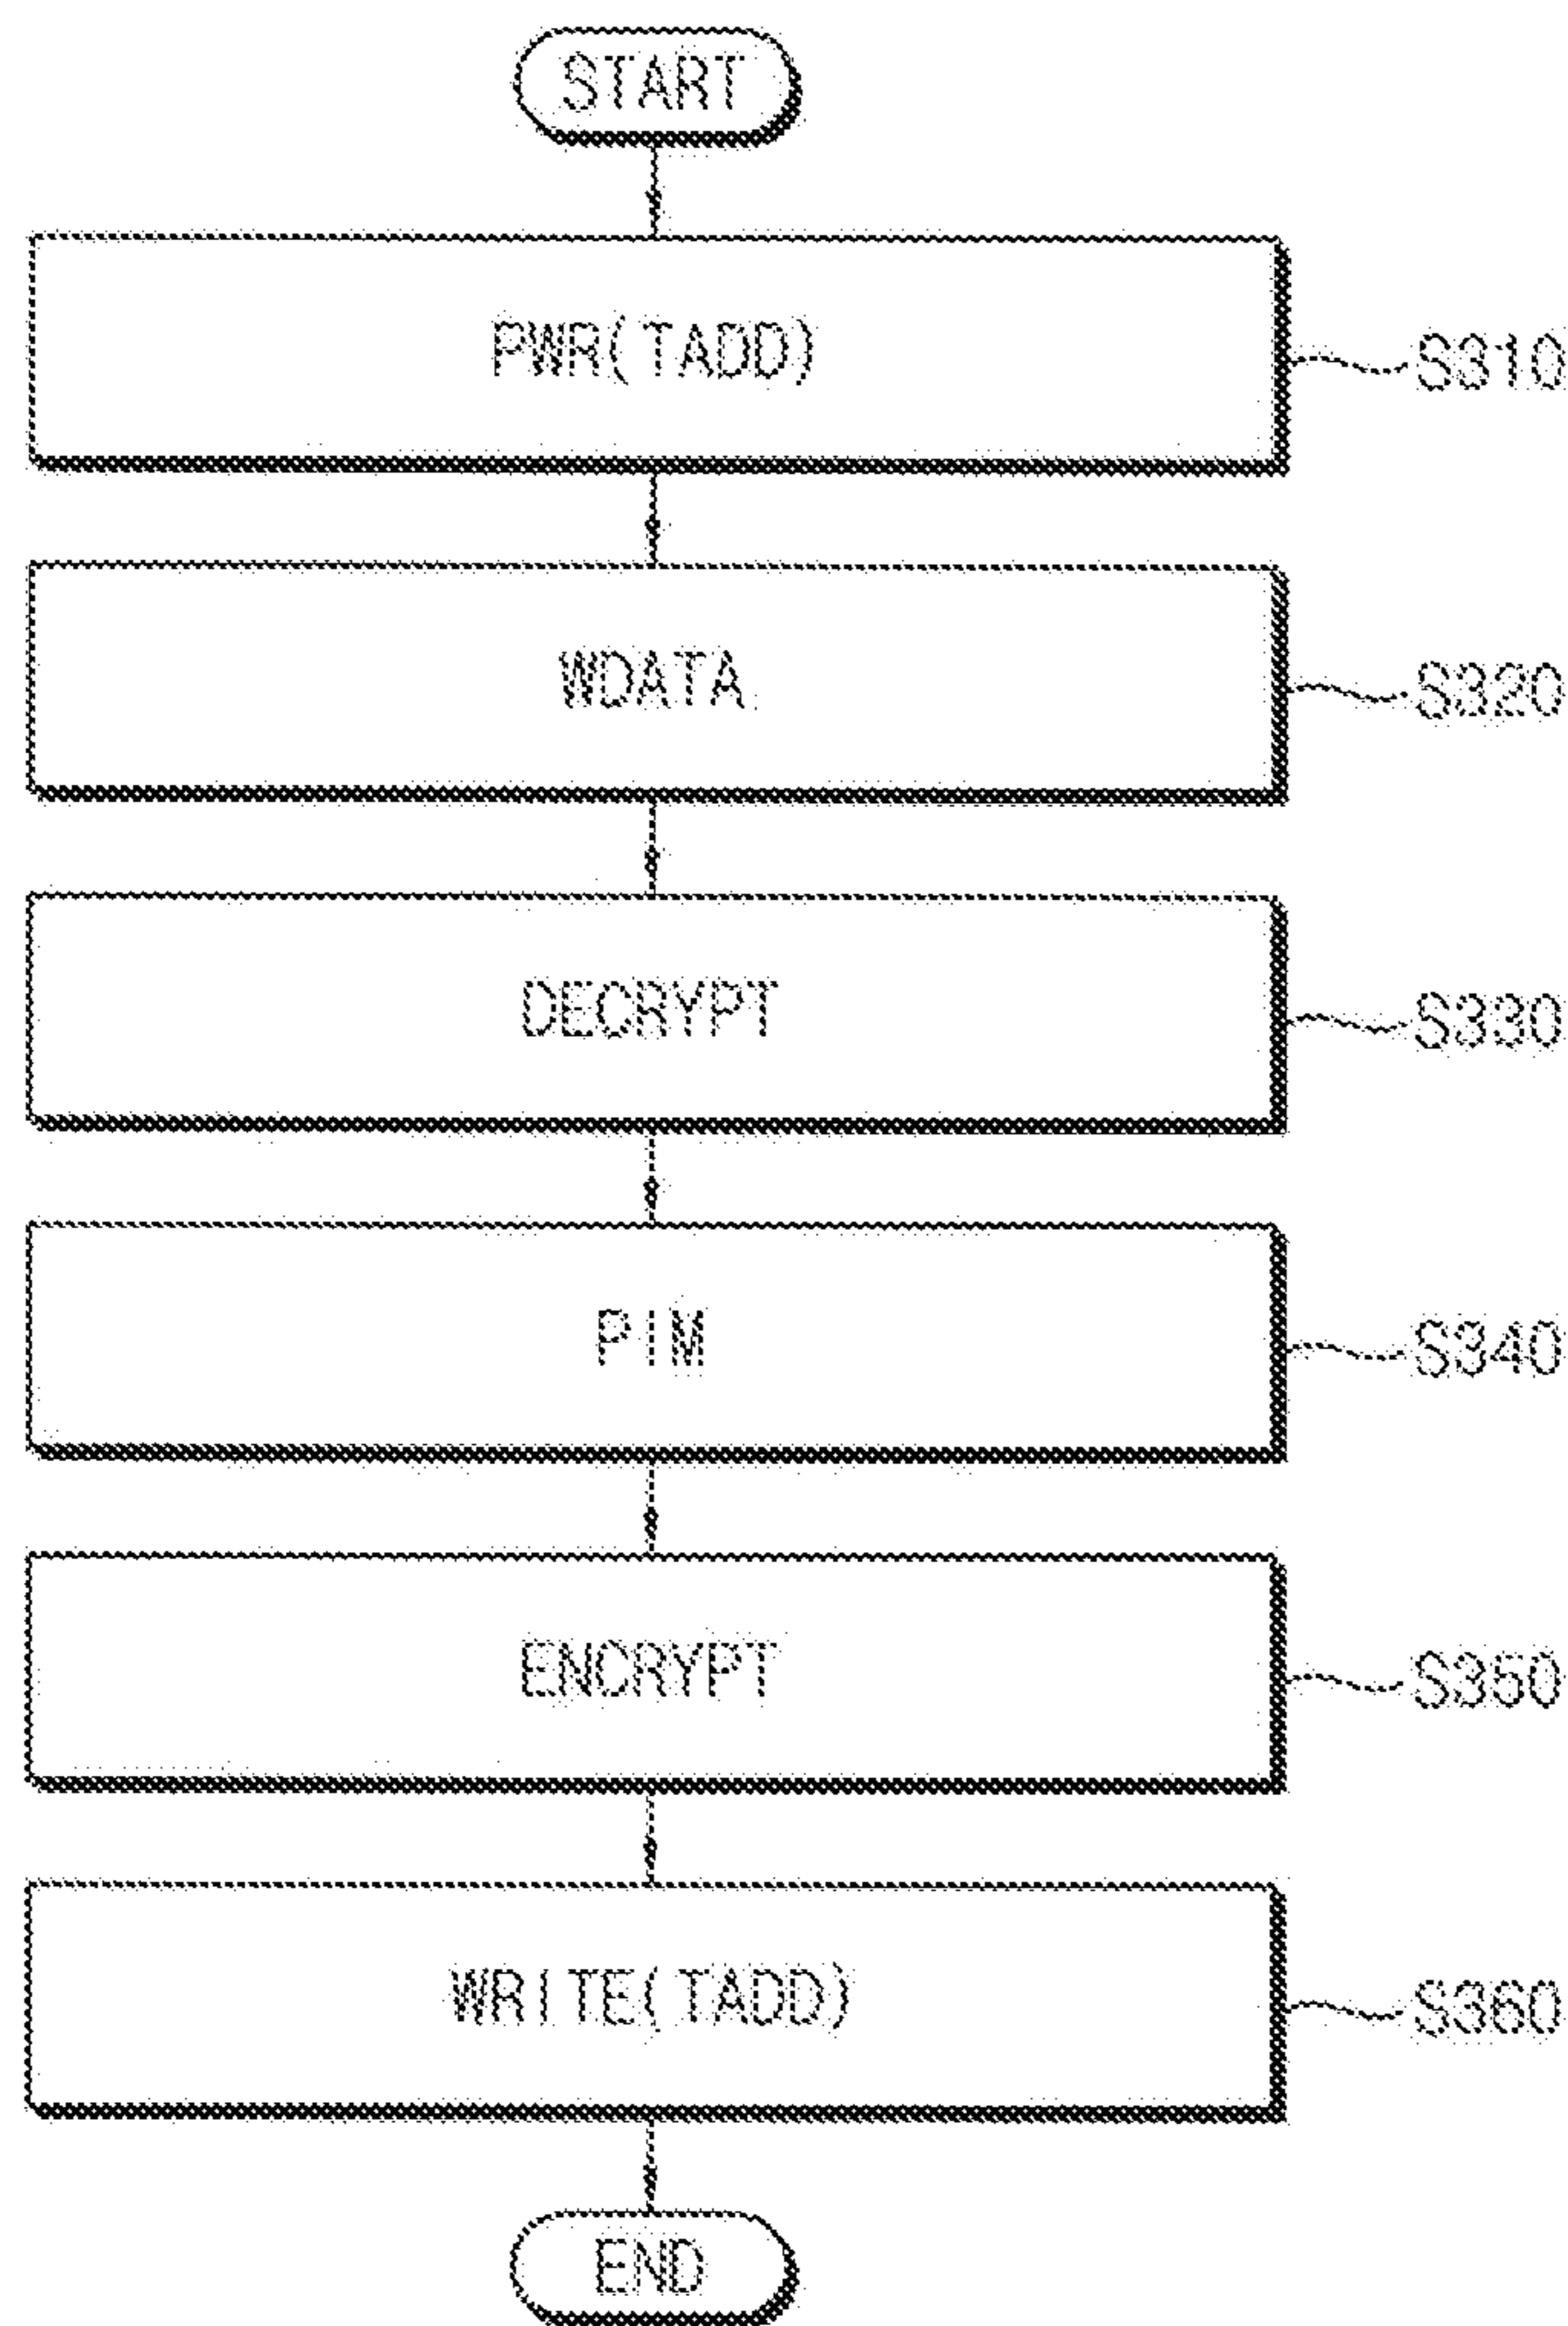 START
PWR(TADD)
S310
WDATA
S320
DECRYPT
S330
PIM
S340
ENCRYPT
S350
WRITE(TADD)
S360
END